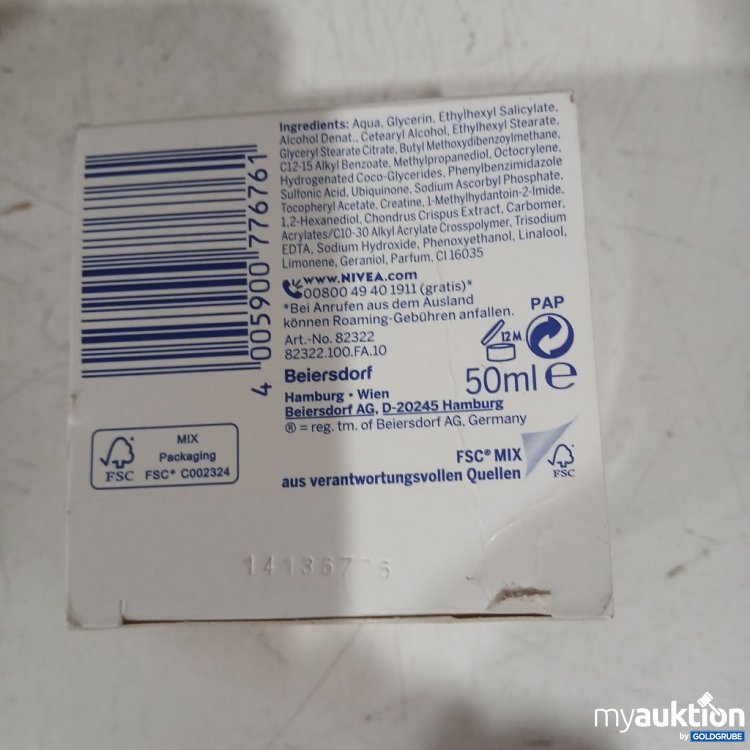 Ingredients: Aqua, Glycerin, Ethylhexyl Salicylate,
Alcohol Denat., Cetearyl Alcohol, Ethylhexyl Stearate,
Glyceryl Stearate Citrate, Butyl Methoxydibenzoylmethane,
C12-15 Alkyl Benzoate, Methylpropanediol, Octocrylene,
Hydrogenated Coco-Glycerides, Phenylbenzimidazole
Sulfonic Acid, Ubiquinone, Sodium Ascorbyl Phosphate,
Tocopheryl Acetate, Creatine, 1-Methylhydantoin-2-Imide,
1,2-Hexanediol, Chondrus Crispus Extract, Carbomer,
Acrylates/C10-30 Alkyl Acrylate Crosspolymer, Trisodium
EDTA, Sodium Hydroxide, Phenoxyethanol, Linalool,
Limonene, Geraniol, Parfum, CI 16035
4 005900 776761
www.NIVEA.com
00800 49 40 1911 (gratis)*
*Bei Anrufen aus dem Ausland
können Roaming-Gebühren anfallen.
Art.-No. 82322
82322.100.FA.10
12M
PAP
50ml e
Beiersdorf
Hamburg • Wien
Beiersdorf AG, D-20245 Hamburg
® = reg. tm. of Beiersdorf AG, Germany
FSC
MIX
Packaging
FSC® C002324
FSC® MIX
aus verantwortungsvollen Quellen
FSC
myauktion
by GOLDGRUBE